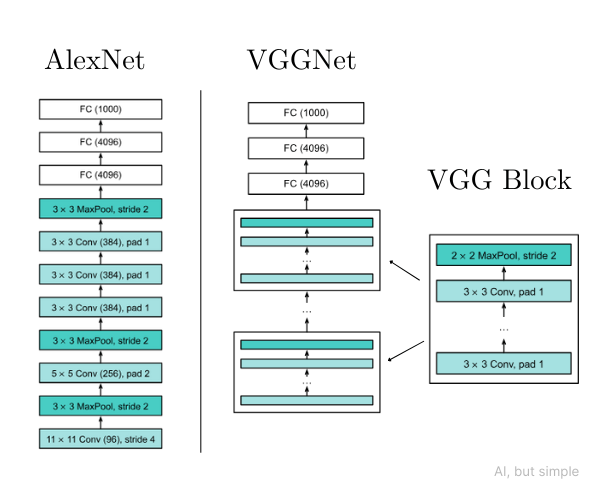 AlexNet
FC (1000)
FC (4096)
FC (4096)
3 × 3 MaxPool, stride 2
3 × 3 Conv (384), pad 1
3 × 3 Conv (384), pad 1
3 × 3 Conv (384), pad 1
3 × 3 MaxPool, stride 2
5 × 5 Conv (256), pad 2
3 × 3 MaxPool, stride 2
11 × 11 Conv (96), stride 4
VGGNet
FC (1000)
FC (4096)
FC (4096)
...
...
...
VGG Block
2 × 2 MaxPool, stride 2
3 × 3 Conv, pad 1
...
3 × 3 Conv, pad 1
AI, but simple